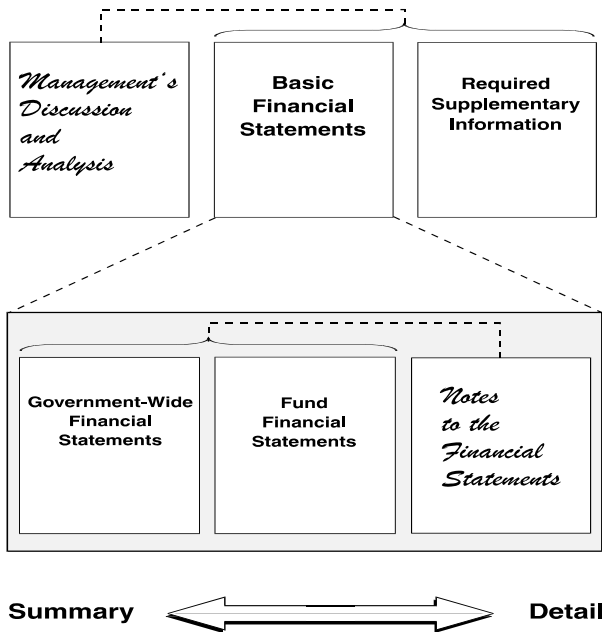 Management's
Discussion
and
Analysis
Basic
Financial
Statements
Required
Supplementary
Information
Government-Wide
Financial
Statements
Fund
Financial
Statements
Notes
to the
Financial
Statements
Summary
Detail